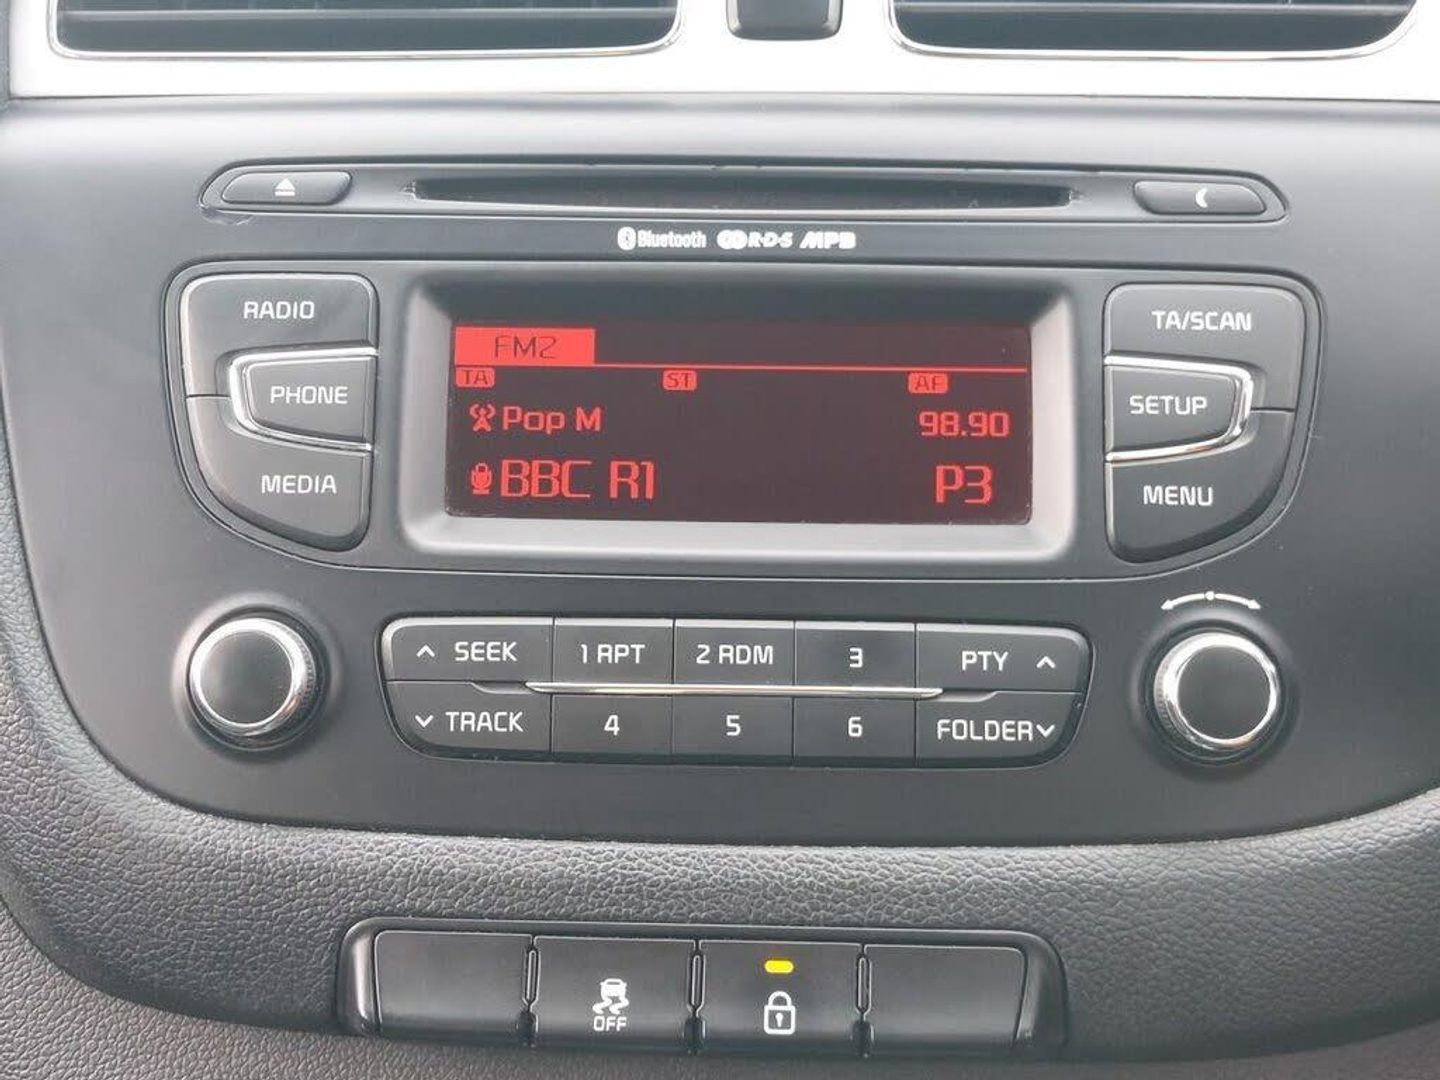 Bluetooth R·D·S MP3
RADIO
PHONE
MEDIA
FM2
TA ST AF
Pop M 98.90
BBC R1 P3
TA/SCAN
SETUP
MENU
SEEK 1 RPT 2 RDM 3 PTY
TRACK 4 5 6 FOLDER
OFF